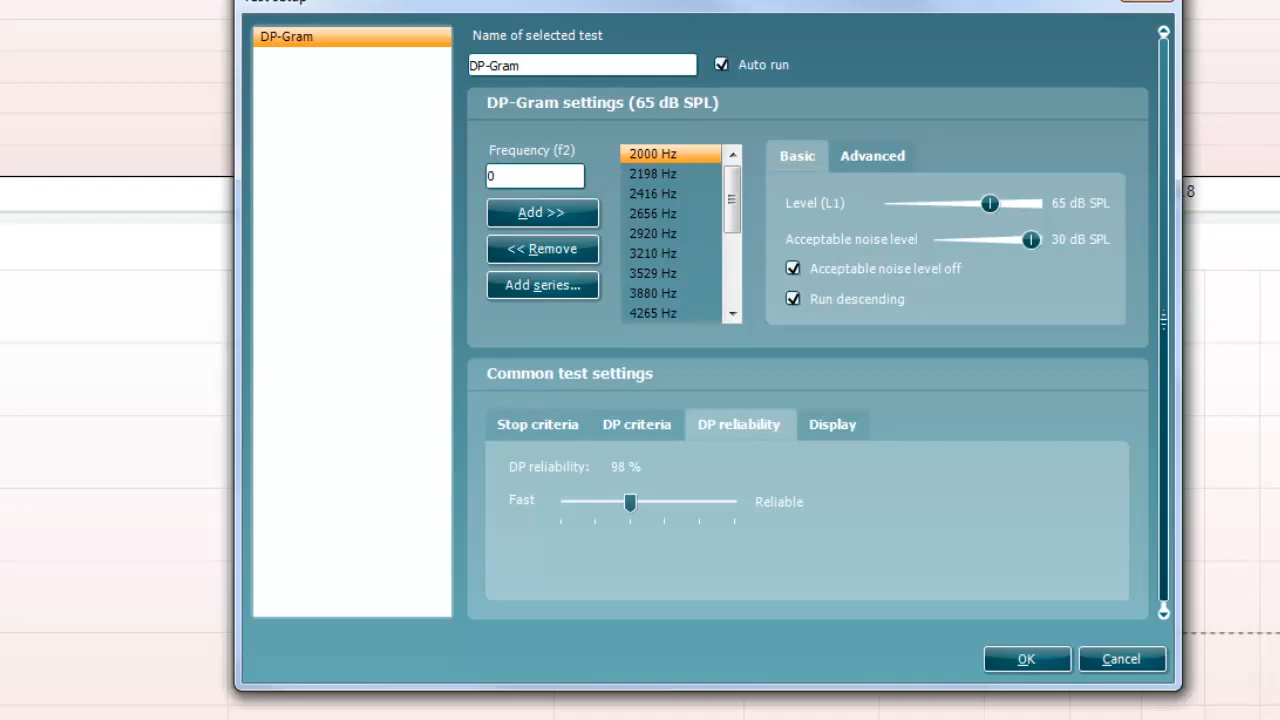 Test setup
DP-Gram
Name of selected test
DP-Gram
Auto run
DP-Gram settings (65 dB SPL)
Frequency (f2)
0
Add >>
<< Remove
Add series...
2000 Hz
2198 Hz
2416 Hz
2656 Hz
2920 Hz
3210 Hz
3529 Hz
3880 Hz
4265 Hz
Basic
Advanced
Level (L1)
65 dB SPL
Acceptable noise level
30 dB SPL
Acceptable noise level off
Run descending
8
Common test settings
Stop criteria
DP criteria
DP reliability
Display
DP reliability: 98 %
Fast
Reliable
OK
Cancel